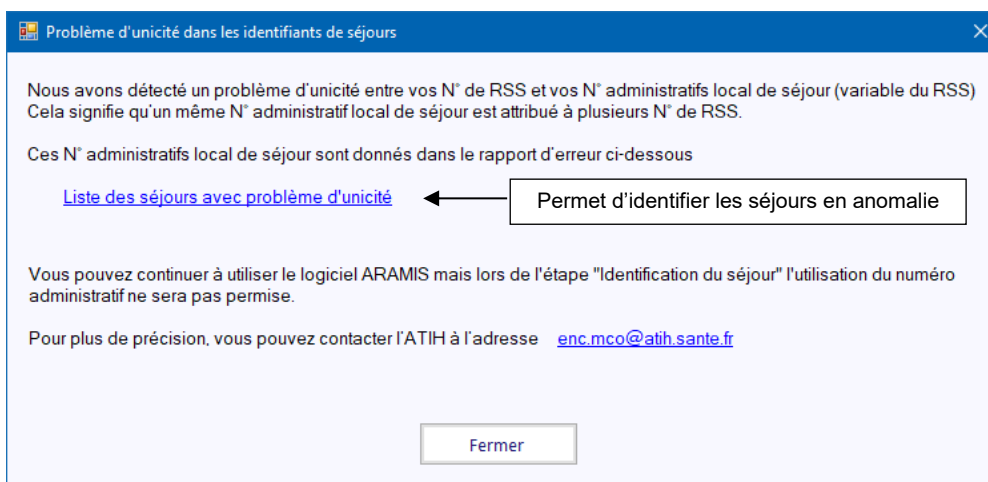 Problème d'unicité dans les identifiants de séjours
Nous avons détecté un problème d'unicité entre vos N° de RSS et vos N° administratifs local de séjour (variable du RSS)
Cela signifie qu'un même N° administratif local de séjour est attribué à plusieurs N° de RSS.
Ces N° administratifs local de séjour sont donnés dans le rapport d'erreur ci-dessous
Liste des séjours avec problème d'unicité
Permet d’identifier les séjours en anomalie
Vous pouvez continuer à utiliser le logiciel ARAMIS mais lors de l'étape "Identification du séjour" l'utilisation du numéro
administratif ne sera pas permise.
Pour plus de précision, vous pouvez contacter l'ATIH à l'adresse enc.mco@atih.sante.fr
Fermer